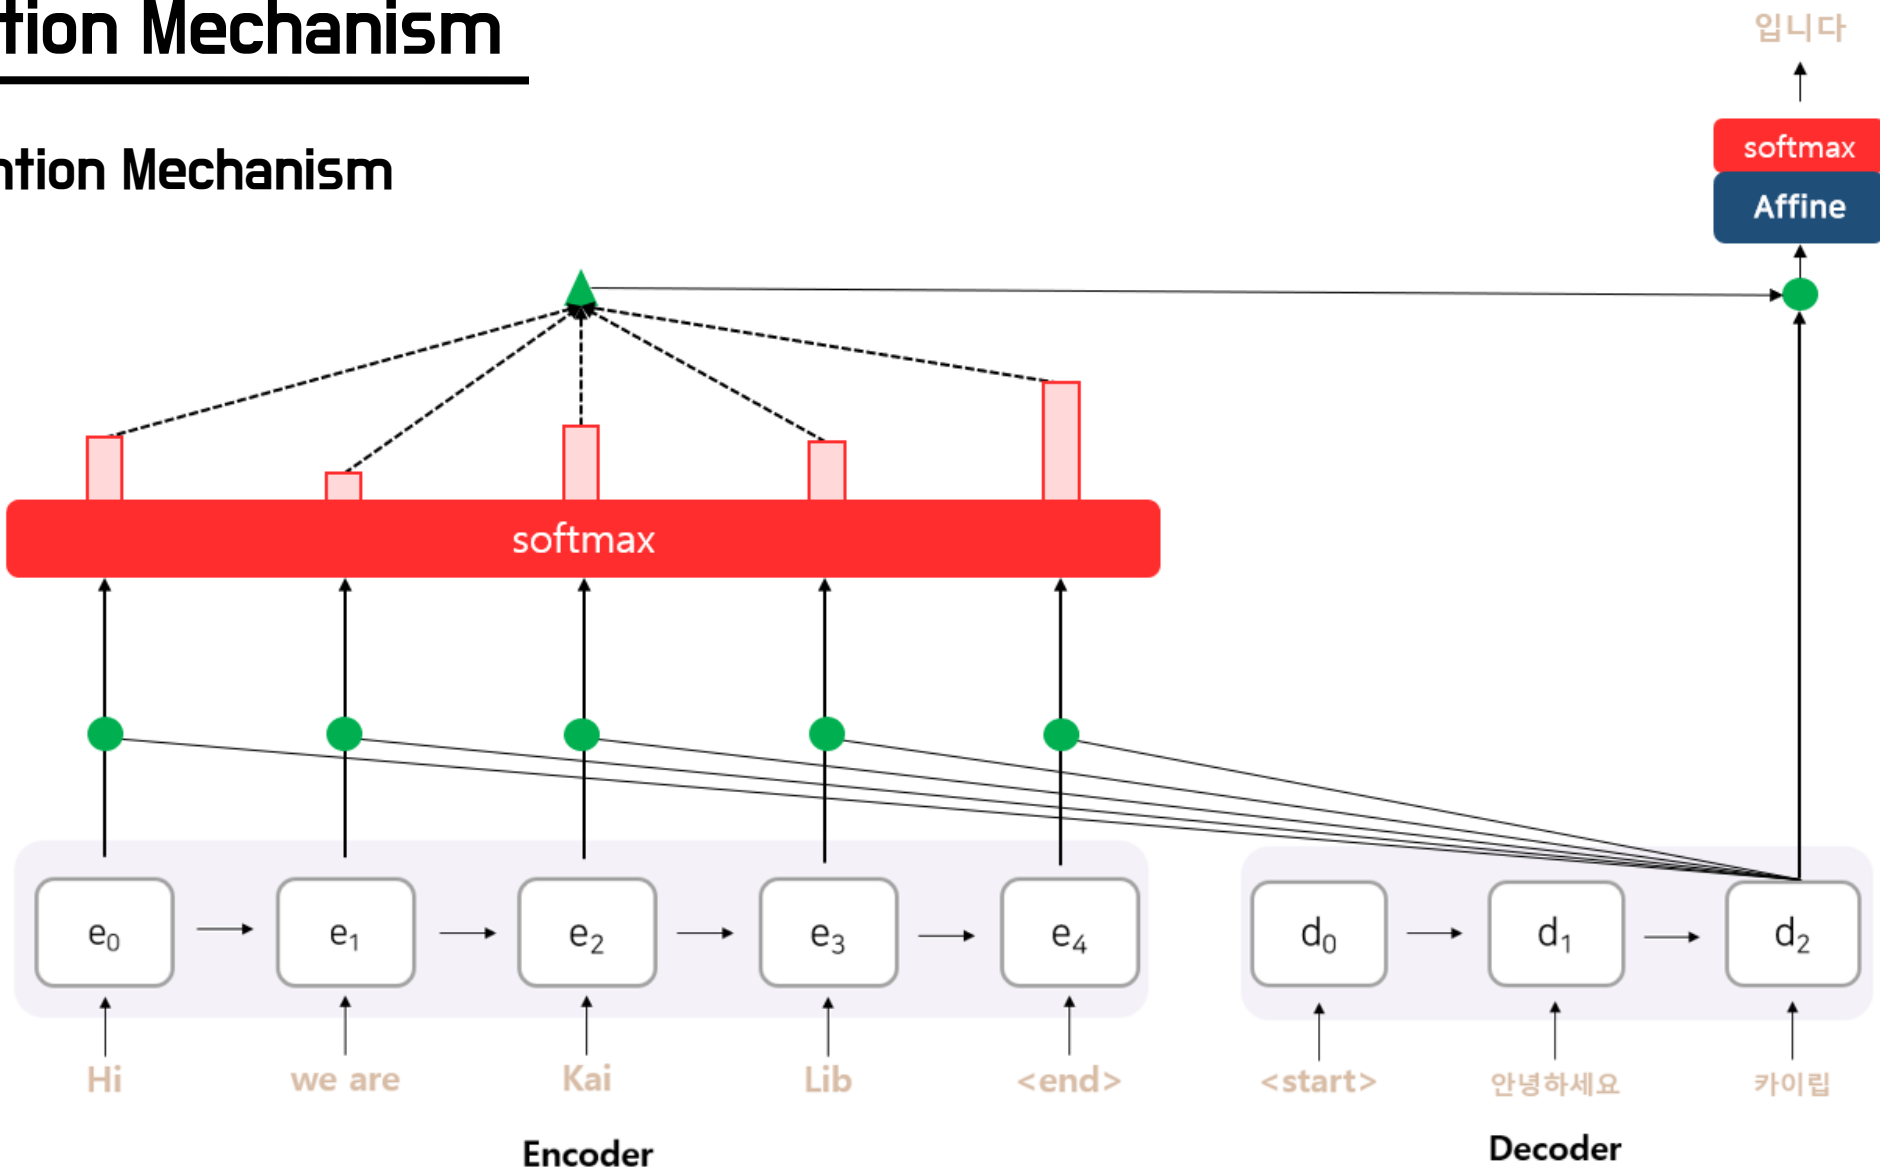 tion Mechanism
ntion Mechanism
입니다
softmax
Affine
softmax
e0 e1 e2 e3 e4 d0 d1 d2
Hi we are Kai Lib <end> <start> 안녕하세요 카이립
Encoder Decoder